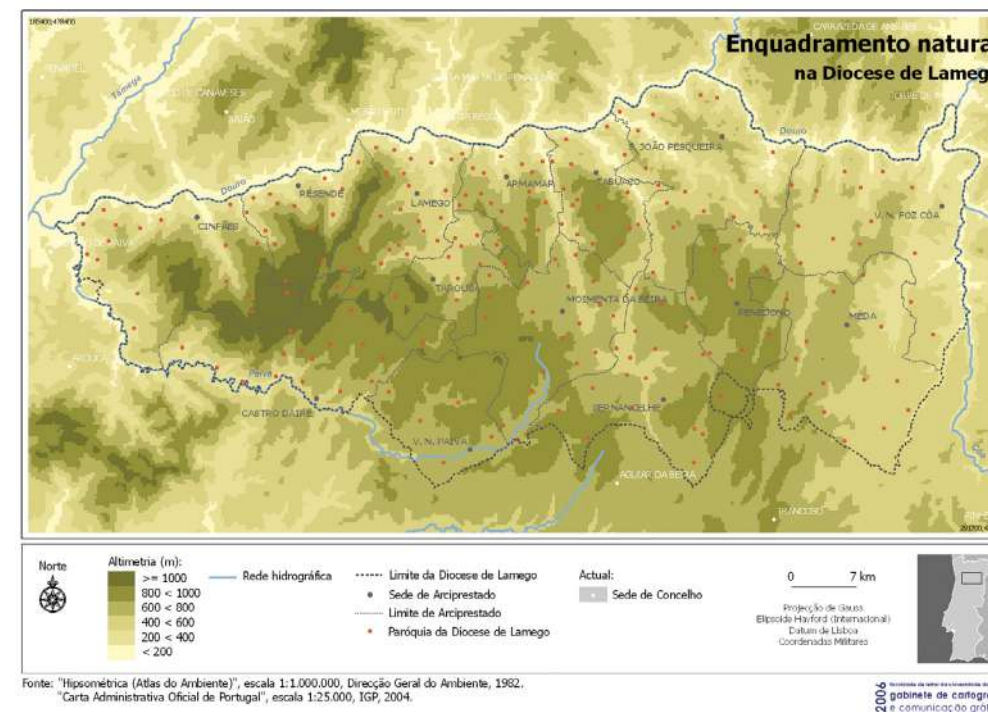 Enquadramento natura
na Diocese de Lameg
Tâmega
BAIÃO
Douro
Douro
S. JOÃO PESQUEIRA
RESENDE
ARMAMAR
TABUAÇO
LAMEGO
CINFÃES
V. N. FOZ CÔA
TAROUCA
MOIMENTA DA BEIRA
PENEDONO
MEDA
AROUCA
Paiva
CASTRO DAIRE
SERNANCELHE
V. N. PAIVA
AGUIAR DA BEIRA
TRANCOSO
Norte
Altimetria (m):
>= 1000
800 < 1000
600 < 800
400 < 600
200 < 400
< 200
Rede hidrográfica
Limite da Diocese de Lamego
Sede de Arciprestado
Limite de Arciprestado
Paróquia da Diocese de Lamego
Actual:
Sede de Concelho
0 7 km
Projecção de Gauss
Elipsoide Hayford (Internacional)
Datum de Lisboa
Coordenadas Militares
Fonte: "Hipsométrica (Atlas do Ambiente)", escala 1:1.000.000, Direcção Geral do Ambiente, 1982.
"Carta Administrativa Oficial de Portugal", escala 1:25.000, IGP, 2004.
2006
gabinete de cartogr
e comunicação gráf